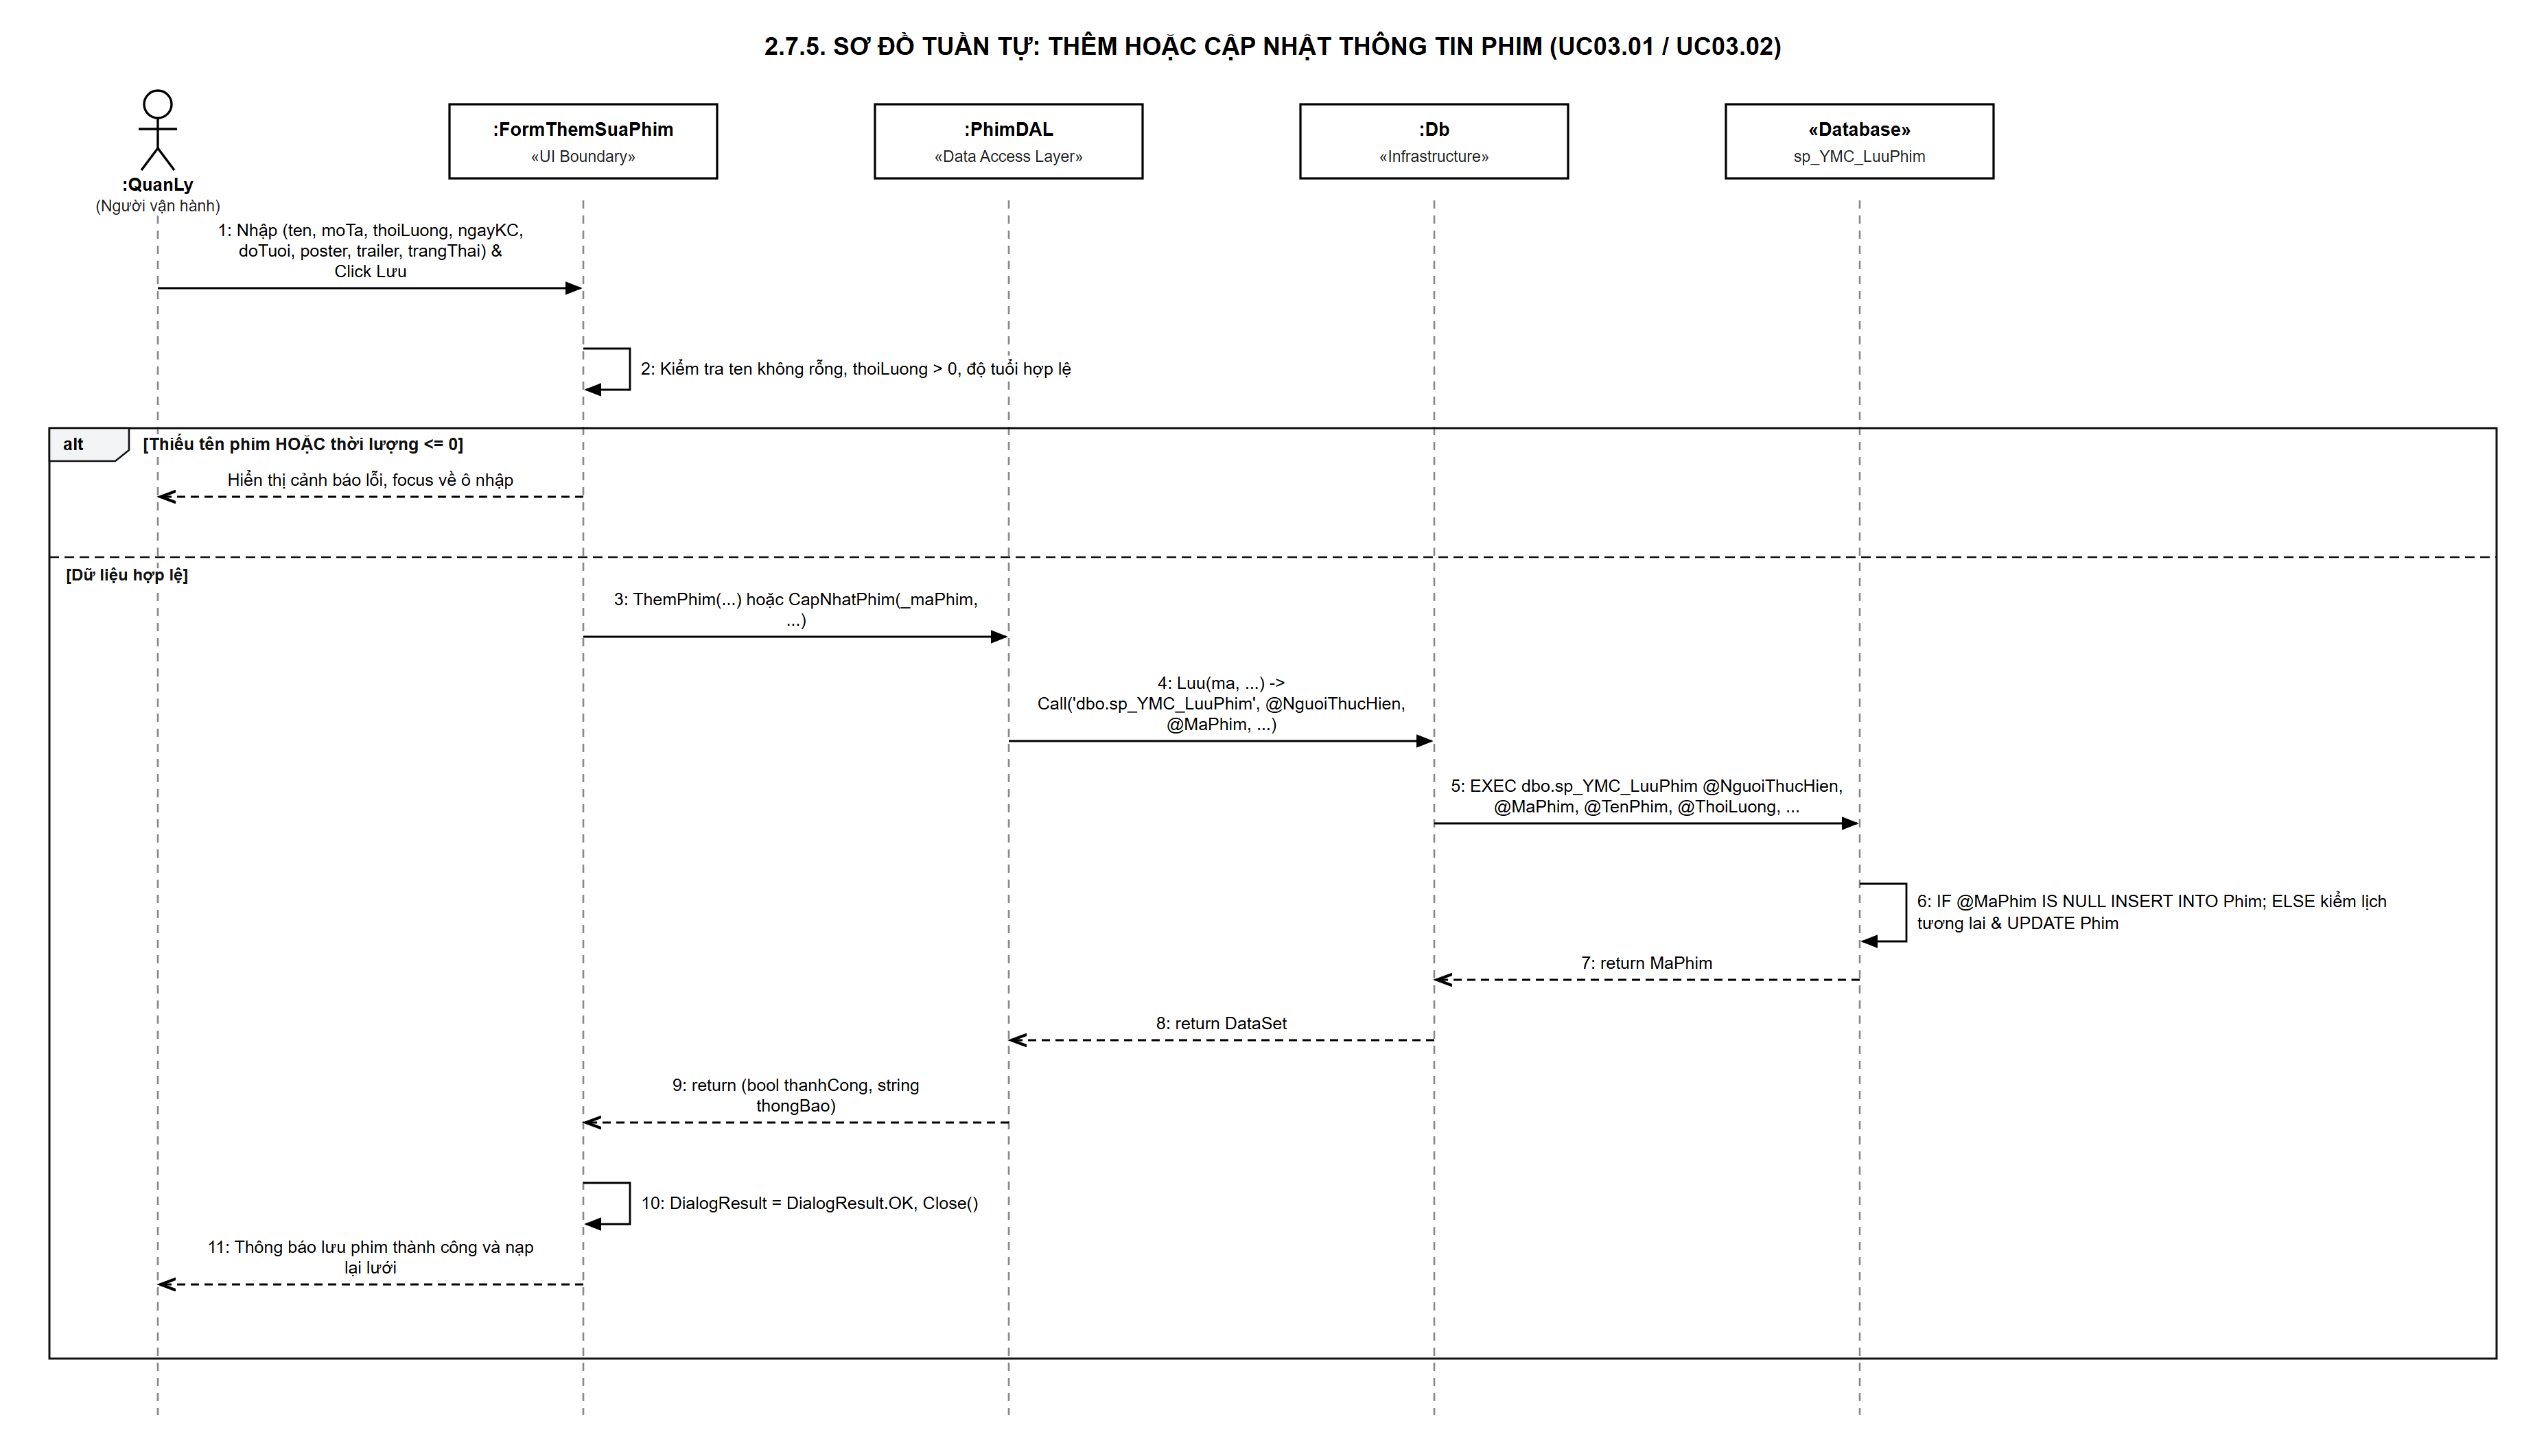 2.7.5. SƠ ĐỒ TUẦN TỰ: THÊM HOẶC CẬP NHẬT THÔNG TIN PHIM (UC03.01 / UC03.02)
:QuanLy
(Người vận hành)
:FormThemSuaPhim
«UI Boundary»
:PhimDAL
«Data Access Layer»
:Db
«Infrastructure»
«Database»
sp_YMC_LuuPhim
1: Nhập (ten, moTa, thoiLuong, ngayKC,
doTuoi, poster, trailer, trangThai) &
Click Lưu
2: Kiểm tra ten không rỗng, thoiLuong > 0, độ tuổi hợp lệ
alt
[Thiếu tên phim HOẶC thời lượng <= 0]
Hiển thị cảnh báo lỗi, focus về ô nhập
[Dữ liệu hợp lệ]
3: ThemPhim(...) hoặc CapNhatPhim(_maPhim,
...)
4: Luu(ma, ...) ->
Call('dbo.sp_YMC_LuuPhim', @NguoiThucHien,
@MaPhim, ...)
5: EXEC dbo.sp_YMC_LuuPhim @NguoiThucHien,
@MaPhim, @TenPhim, @ThoiLuong, ...
6: IF @MaPhim IS NULL INSERT INTO Phim; ELSE kiểm lịch
tương lai & UPDATE Phim
7: return MaPhim
8: return DataSet
9: return (bool thanhCong, string
thongBao)
10: DialogResult = DialogResult.OK, Close()
11: Thông báo lưu phim thành công và nạp
lại lưới